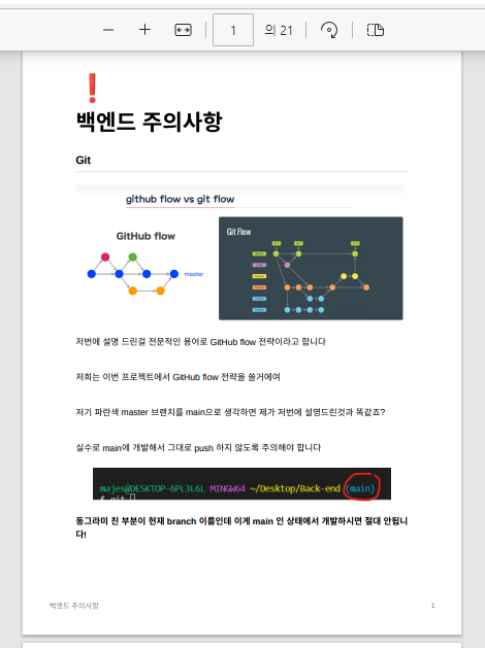 1 의 21
백엔드 주의사항
Git
github flow vs git flow
GitHub flow
master
Git Flow
저번에 설명 드린걸 전문적인 용어로 GitHub flow 전략이라고 합니다
저희는 이번 프로젝트에서 GitHub flow 전략을 쓸거에여
저기 파란색 master 브랜치를 main으로 생각하면 제가 저번에 설명드린것과 똑같죠?
실수로 main에 개발해서 그대로 push 하지 않도록 주의해야 합니다
majes@DESKTOP-6PL3L6L MINGW64 ~/Desktop/Back-end (main)
동그라미 친 부분이 현재 branch 이름인데 이게 main 인 상태에서 개발하시면 절대 안됩니
다!
백엔드 주의사항 1